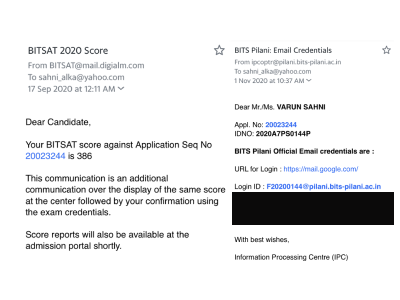 BITSAT 2020 Score
From BITSAT@mail.digialm.com
To sahni_alka@yahoo.com
17 Sep 2020 at 12:11 AM
Dear Candidate,
Your BITSAT score against Application Seq No
20023244 is 386
This communication is an additional
communication over the display of the same score
at the center followed by your confirmation using
the exam credentials.
Score reports will also be available at the
admission portal shortly.
BITS Pilani: Email Credentials
From ipcoptr@pilani.bits-pilani.ac.in
To sahni_alka@yahoo.com
1 Nov 2020 at 10:37 AM
Dear Mr./Ms. VARUN SAHNI
Appl. No: 20023244
IDNO: 2020A7PS0144P
BITS Pilani Official Email credentials are :
URL for Login : https://mail.google.com/
Login ID : F20200144@pilani.bits-pilani.ac.in
With best wishes,
Information Processing Centre (IPC)